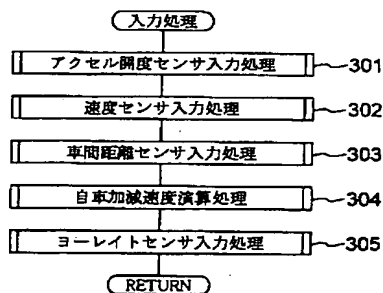 入力処理
アクセル開度センサ入力処理 301
速度センサ入力処理 302
車間距離センサ入力処理 303
自車加減速度演算処理 304
ヨーレイトセンサ入力処理 305
RETURN